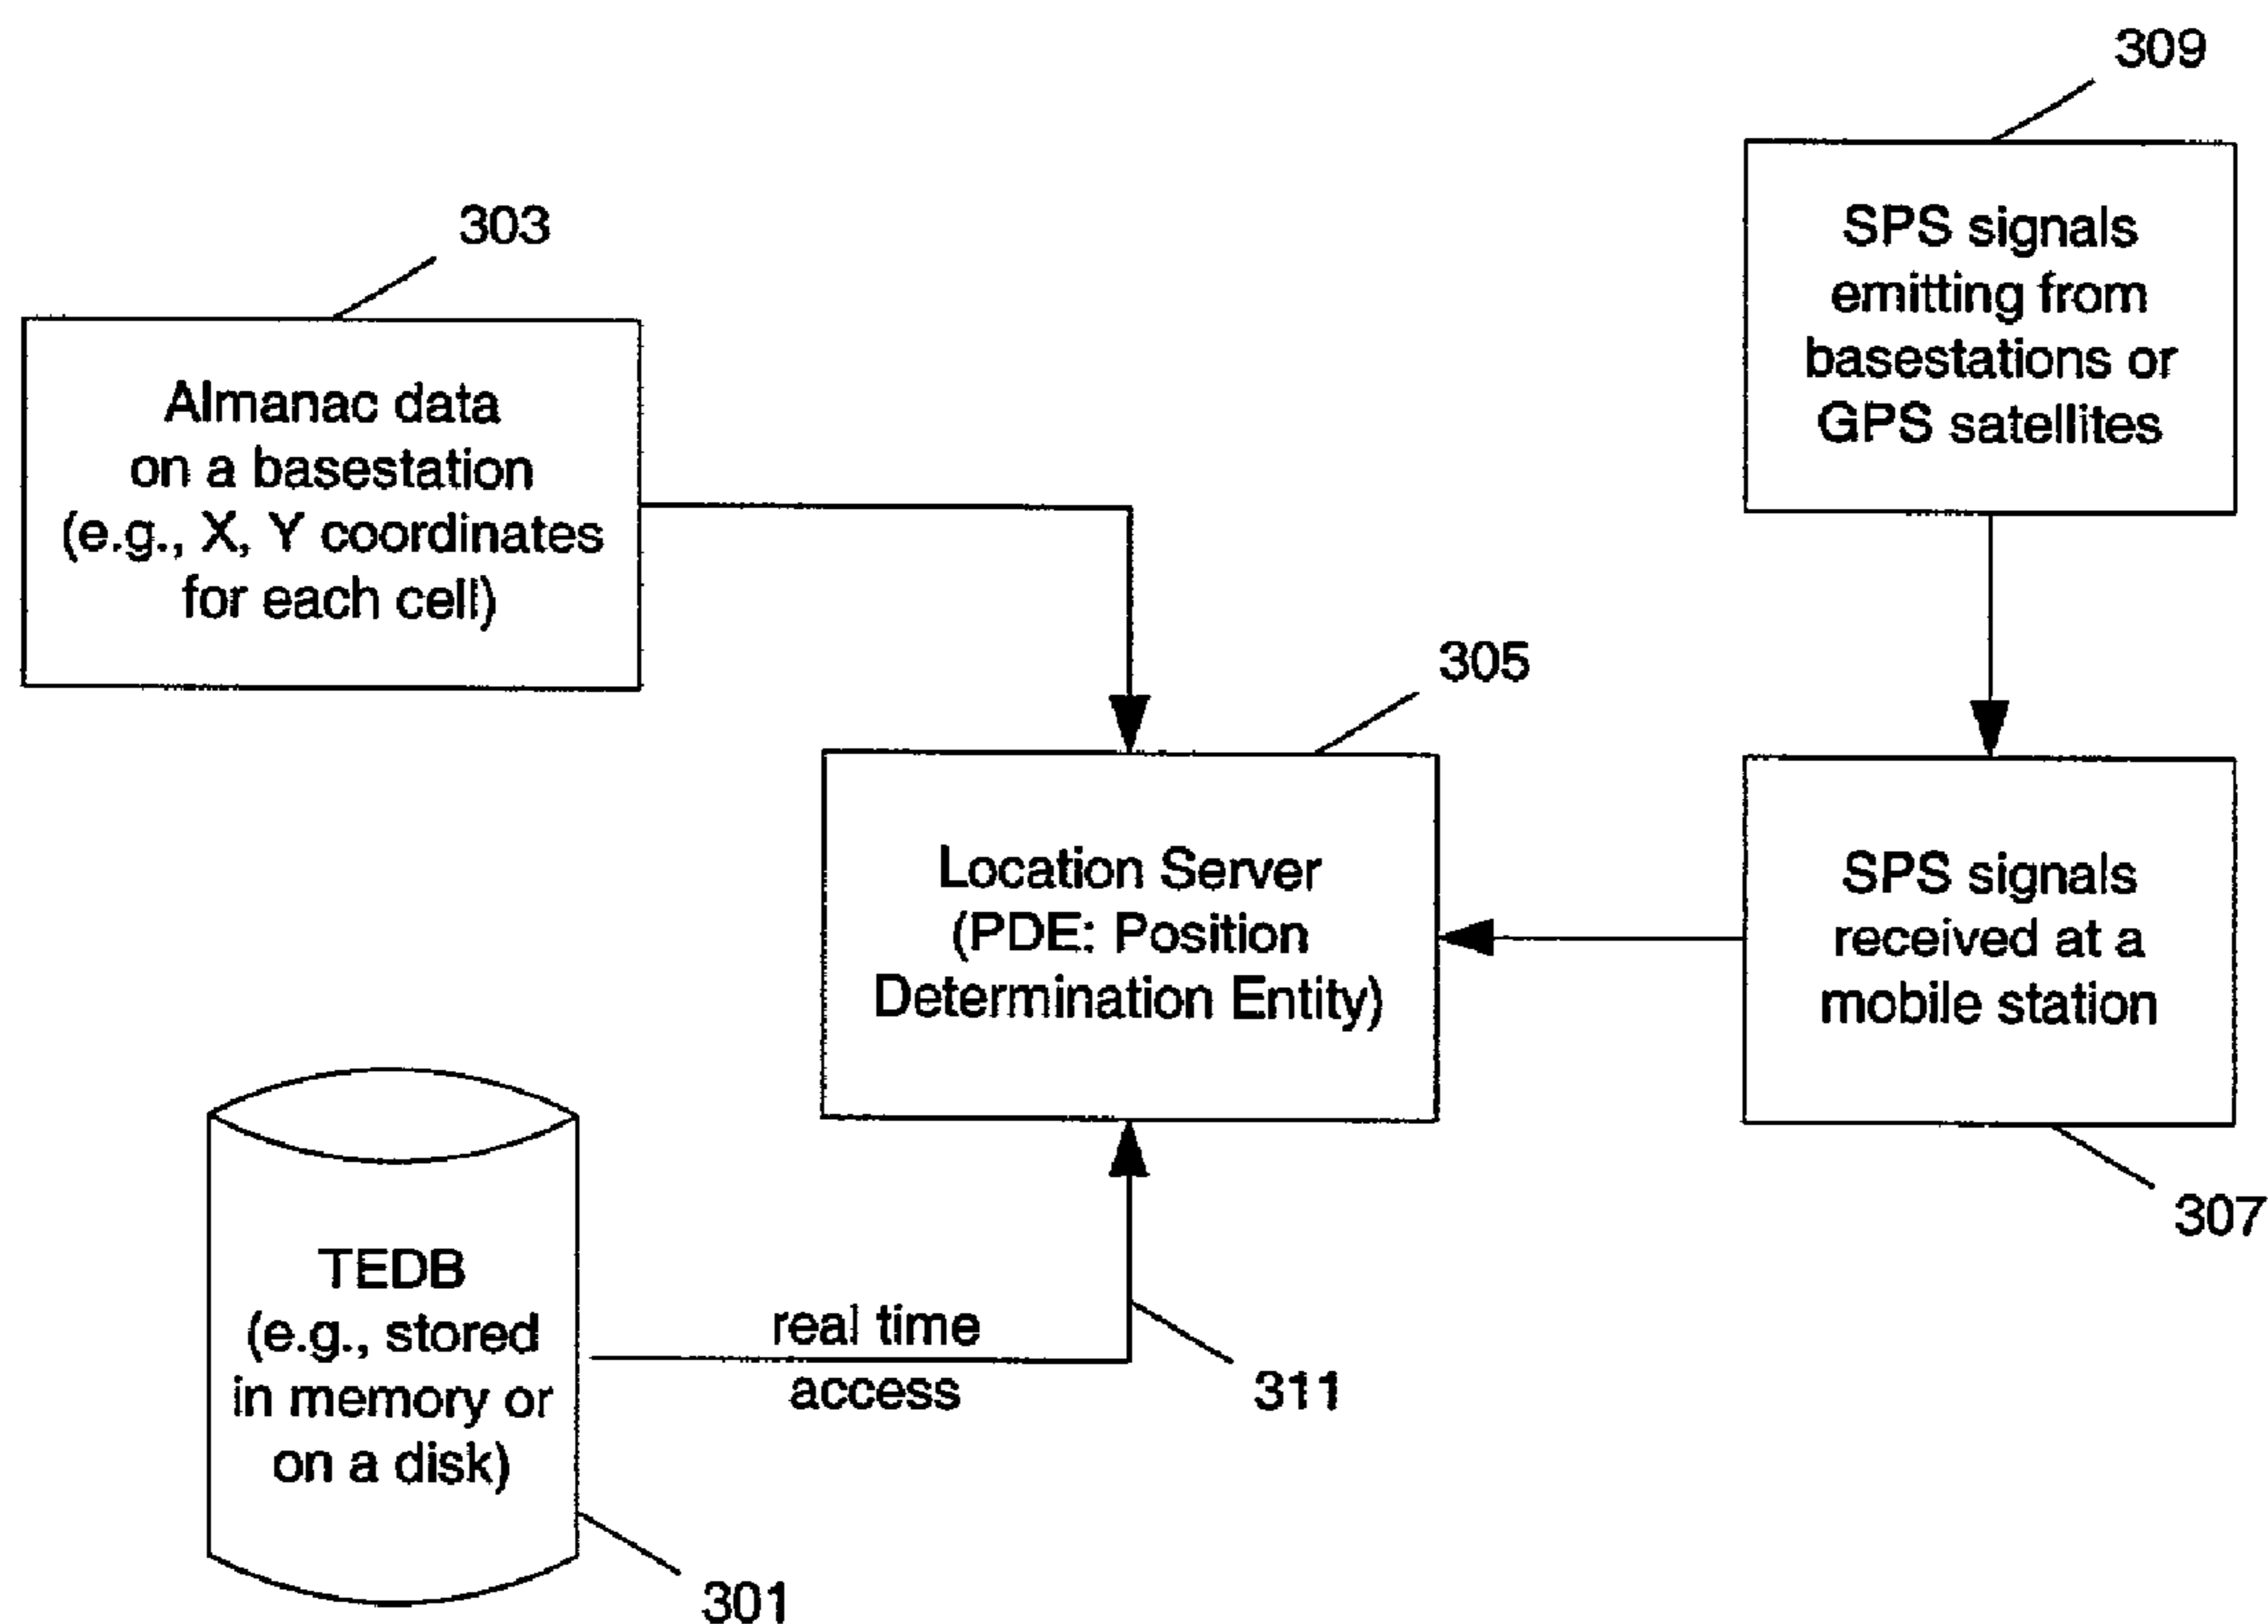 309
SPS signals
emitting from
basestations or
GPS satellites
303
Almanac data
on a basestation
(e.g., X, Y coordinates
for each cell)
305
Location Server
(PDE: Position
Determination Entity)
SPS signals
received at a
mobile station
307
TEDB
(e.g., stored
in memory or
on a disk)
301
real time
access
311